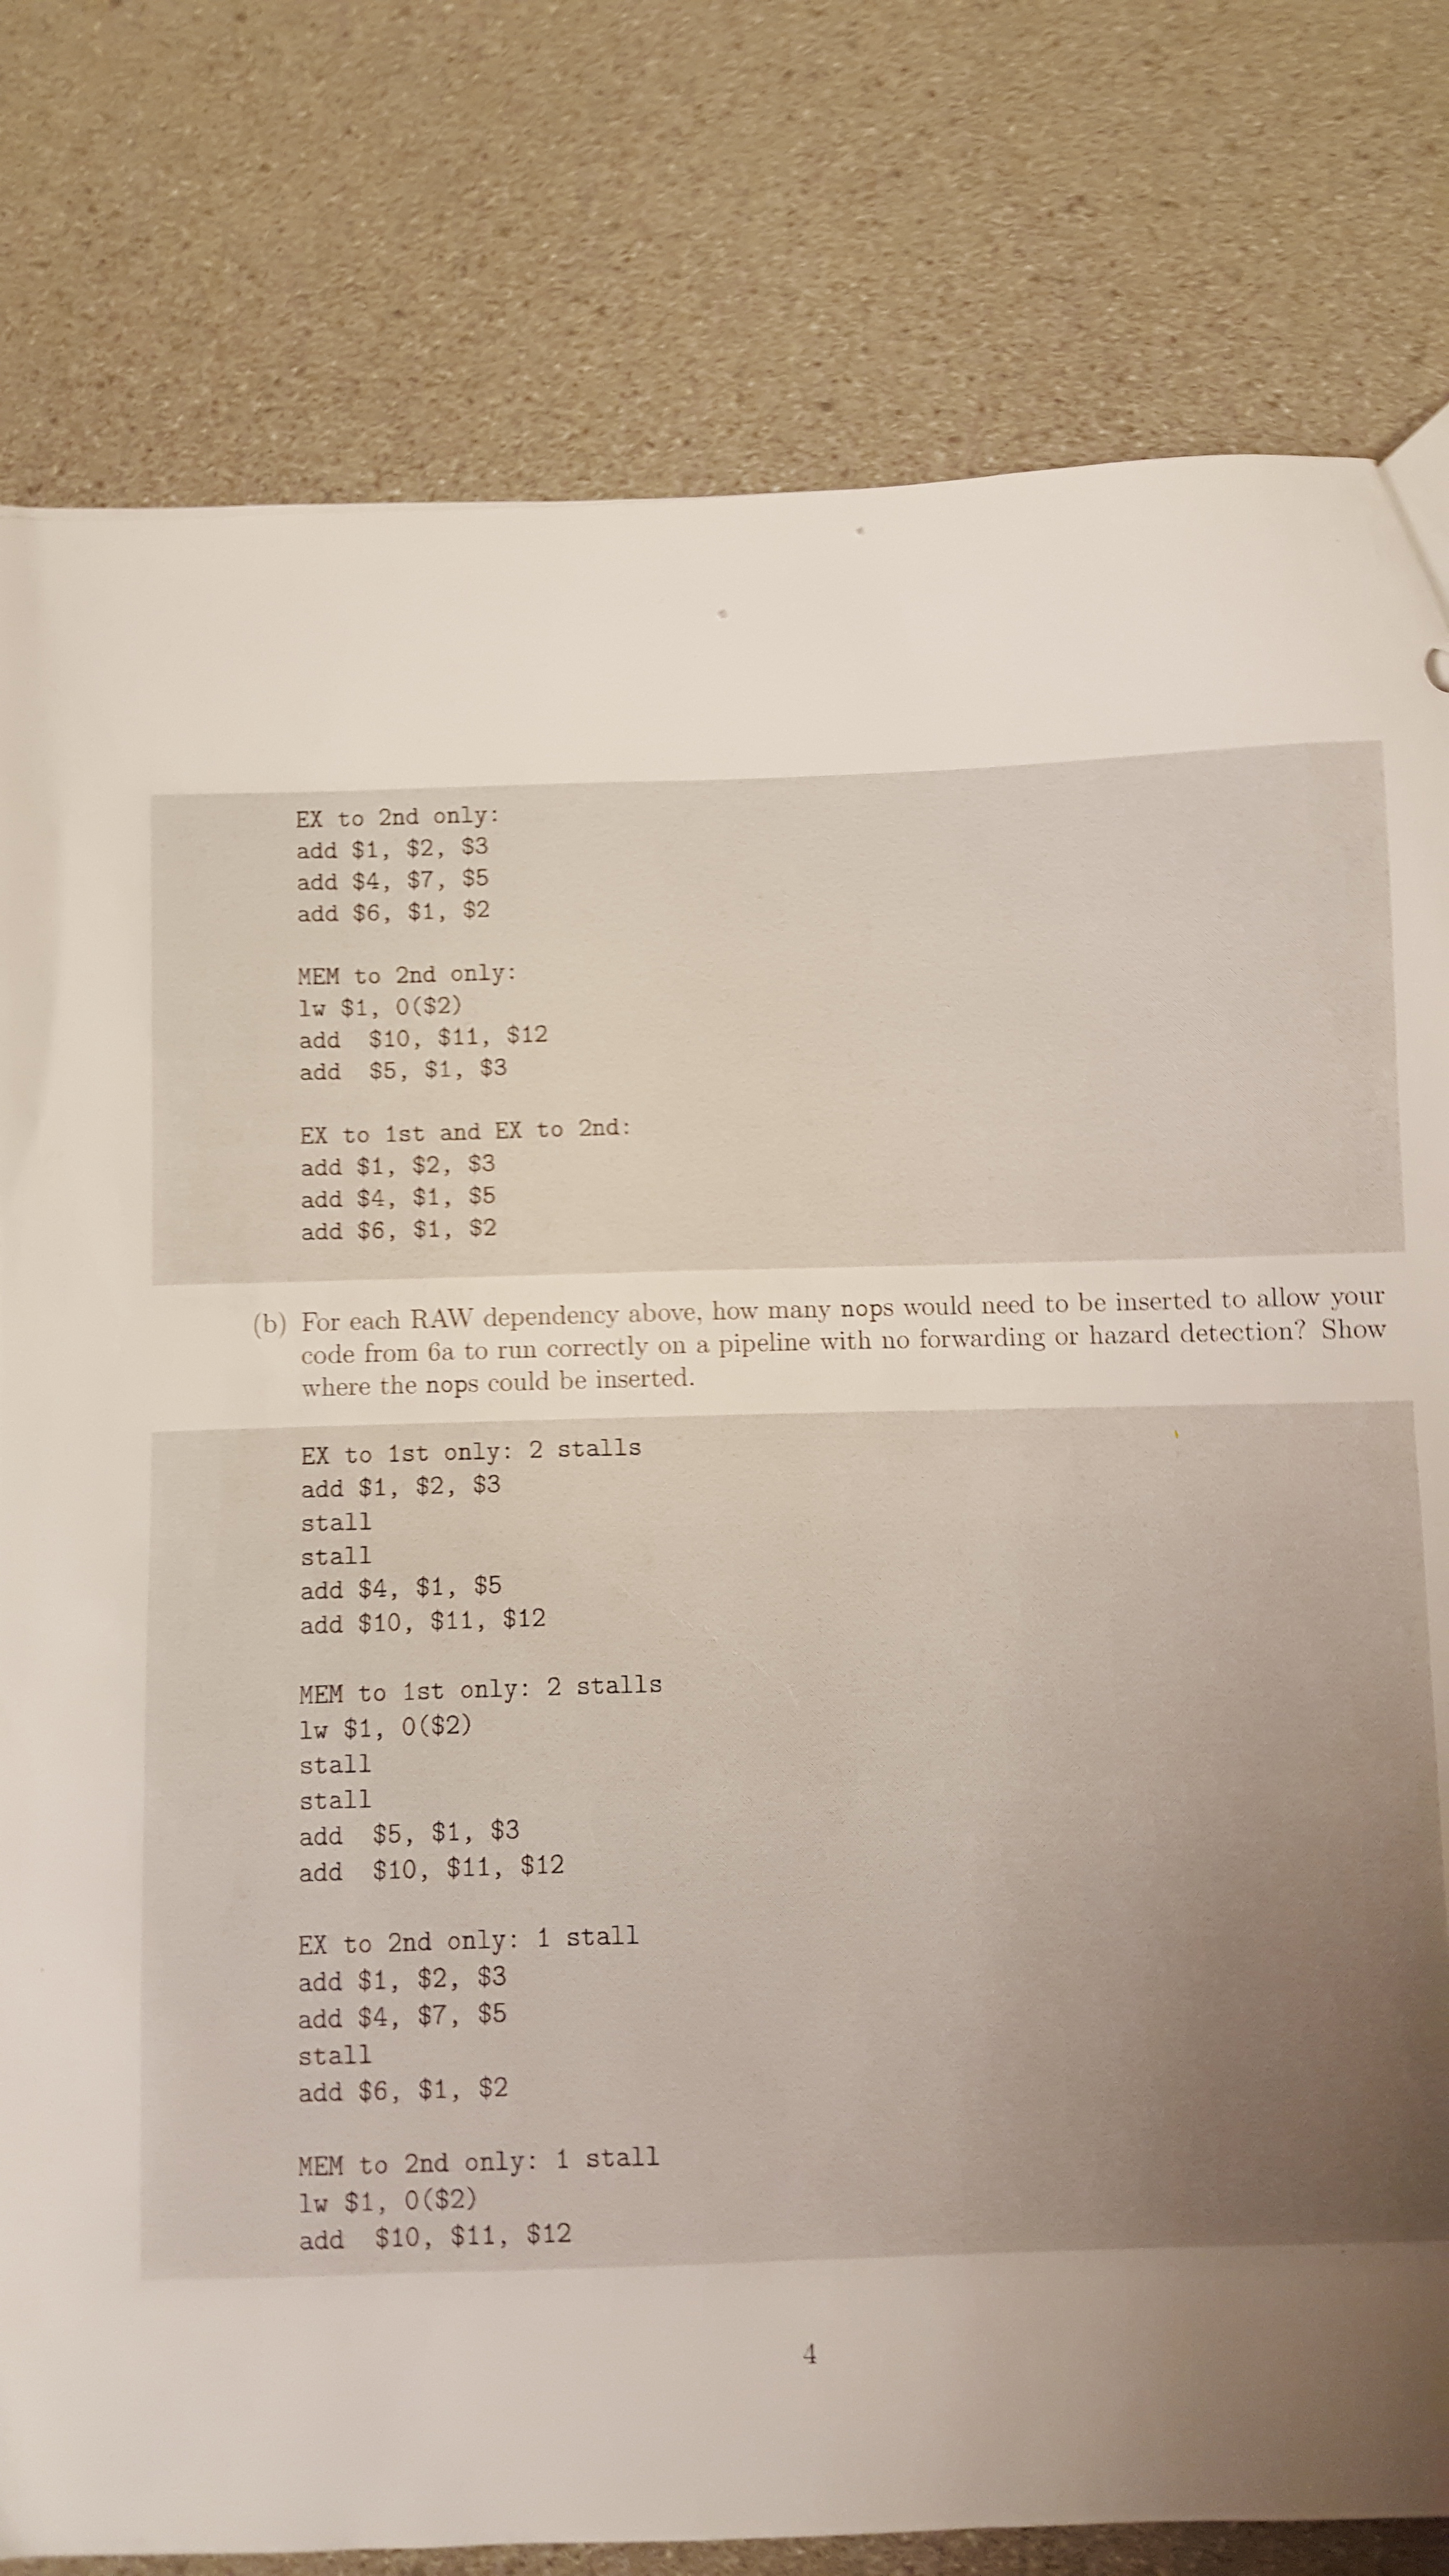 EX to 2nd only:
add $1, $2, $3
add $4, $7, $5
add $6, $1, $2
MEM to 2nd only:
lw $1, 0($2)
add  $10, $11, $12
add  $5, $1, $3
EX to 1st and EX to 2nd:
add $1, $2, $3
add $4, $1, $5
add $6, $1, $2
(b) For each RAW dependency above, how many nops would need to be inserted to allow your
code from 6a to run correctly on a pipeline with no forwarding or hazard detection? Show
where the nops could be inserted.
EX to 1st only: 2 stalls
add $1, $2, $3
stall
stall
add $4, $1, $5
add $10, $11, $12
MEM to 1st only: 2 stalls
lw $1, 0($2)
stall
stall
add  $5, $1, $3
add  $10, $11, $12
EX to 2nd only: 1 stall
add $1, $2, $3
add $4, $7, $5
stall
add $6, $1, $2
MEM to 2nd only: 1 stall
lw $1, 0($2)
add  $10, $11, $12
4